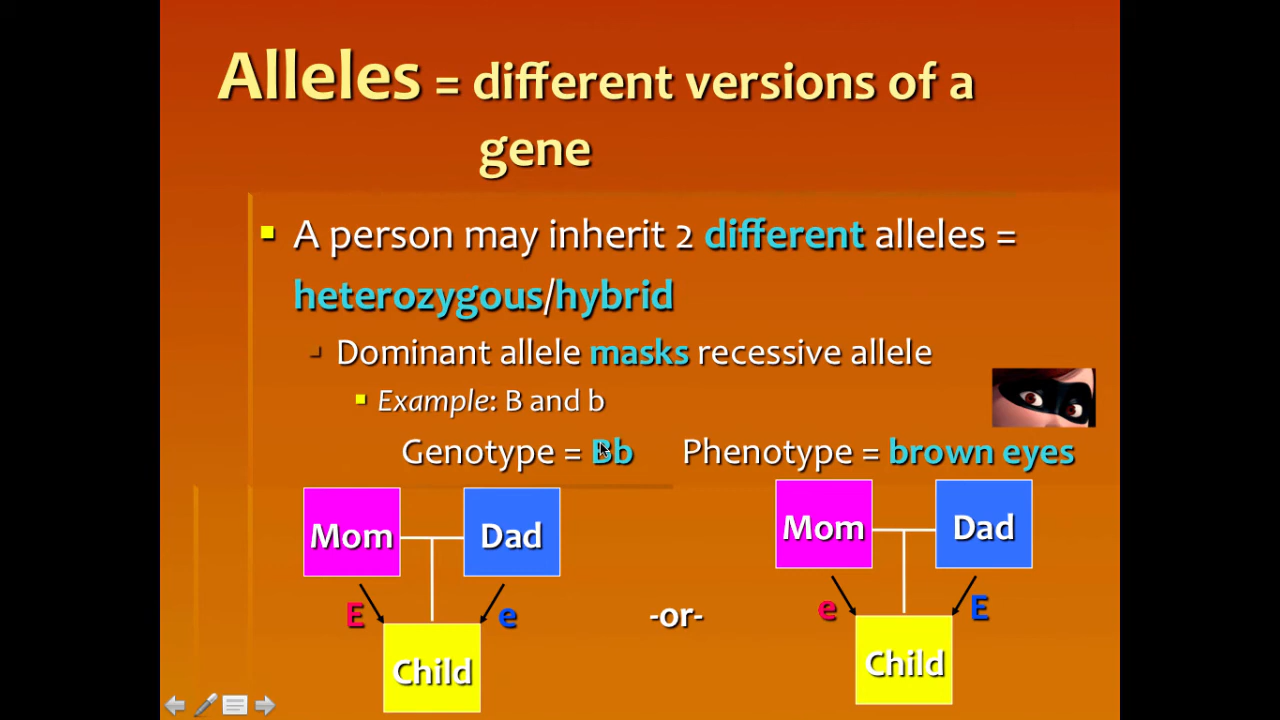 Alleles = different versions of a
gene
A person may inherit 2 different alleles =
heterozygous/hybrid
Dominant allele masks recessive allele
Example: B and b
Genotype = Bb Phenotype = brown eyes
Mom Dad Mom Dad
E e -or- e E
Child Child